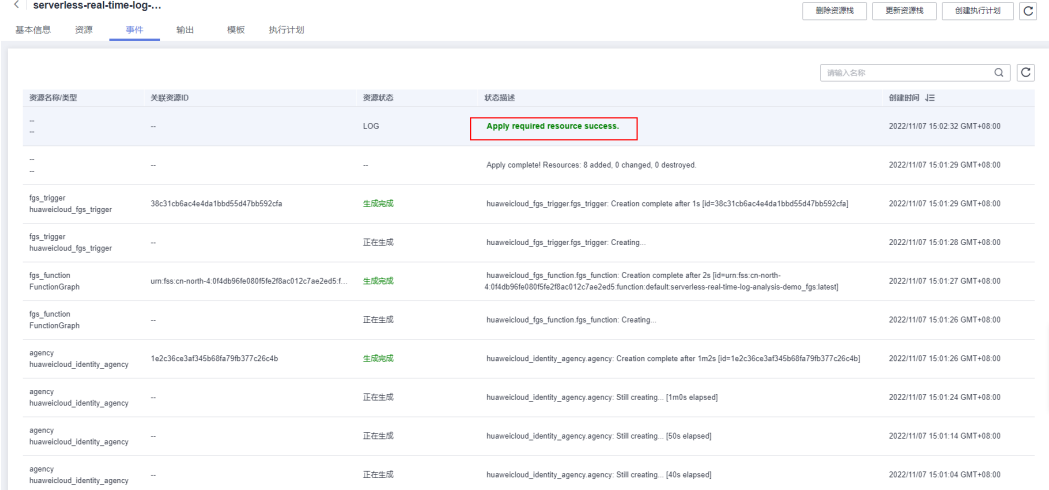 serverless-real-time-log-...
删除资源栈 更新资源栈 创建执行计划
基本信息 资源 事件 输出 模板 执行计划
请输入名称
资源名称/类型 关联资源ID 资源状态 状态描述 创建时间
--
-- -- LOG Apply required resource success. 2022/11/07 15:02:32 GMT+08:00
--
-- -- -- Apply complete! Resources: 8 added, 0 changed, 0 destroyed. 2022/11/07 15:01:29 GMT+08:00
fgs_trigger
huaweicloud_fgs_trigger 38c31cb6ac4e4da1bbd55d47bb592cfa 生成完成 huaweicloud_fgs_trigger.fgs_trigger: Creation complete after 1s [id=38c31cb6ac4e4da1bbd55d47bb592cfa] 2022/11/07 15:01:29 GMT+08:00
fgs_trigger
huaweicloud_fgs_trigger -- 正在生成 huaweicloud_fgs_trigger.fgs_trigger: Creating... 2022/11/07 15:01:28 GMT+08:00
fgs_function
FunctionGraph urn:fss:cn-north-4:0f4db96fe080f5fe2f8ac012c7ae2ed5:f... 生成完成 huaweicloud_fgs_function.fgs_function: Creation complete after 2s [id=urn:fss:cn-north-
4:0f4db96fe080f5fe2f8ac012c7ae2ed5:function:default:serverless-real-time-log-analysis-demo_fgs:latest] 2022/11/07 15:01:27 GMT+08:00
fgs_function
FunctionGraph -- 正在生成 huaweicloud_fgs_function.fgs_function: Creating... 2022/11/07 15:01:26 GMT+08:00
agency
huaweicloud_identity_agency 1e2c36ce3af345b68fa79fb377c26c4b 生成完成 huaweicloud_identity_agency.agency: Creation complete after 1m2s [id=1e2c36ce3af345b68fa79fb377c26c4b] 2022/11/07 15:01:26 GMT+08:00
agency
huaweicloud_identity_agency -- 正在生成 huaweicloud_identity_agency.agency: Still creating... [1m0s elapsed] 2022/11/07 15:01:24 GMT+08:00
agency
huaweicloud_identity_agency -- 正在生成 huaweicloud_identity_agency.agency: Still creating... [50s elapsed] 2022/11/07 15:01:14 GMT+08:00
agency
huaweicloud_identity_agency -- 正在生成 huaweicloud_identity_agency.agency: Still creating... [40s elapsed] 2022/11/07 15:01:04 GMT+08:00